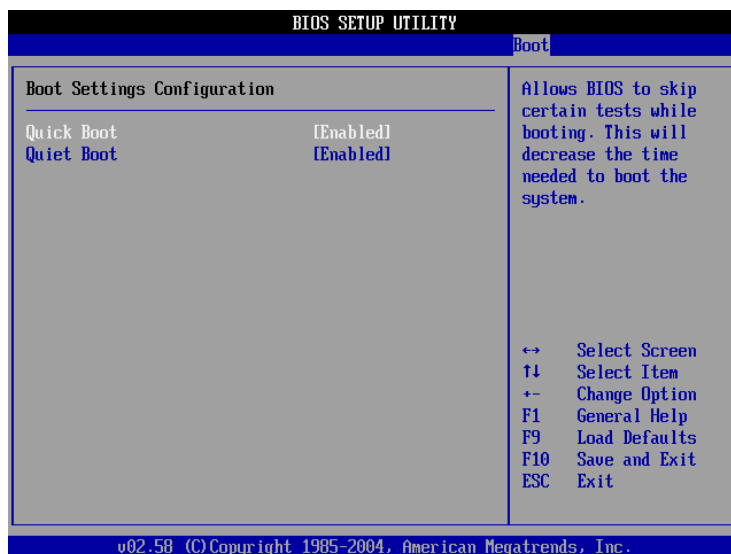 BIOS SETUP UTILITY
Boot
Boot Settings Configuration
Quick Boot [Enabled]
Quiet Boot [Enabled]
Allows BIOS to skip
certain tests while
booting. This will
decrease the time
needed to boot the
system.
↔ Select Screen
↑↓ Select Item
+- Change Option
F1 General Help
F9 Load Defaults
F10 Save and Exit
ESC Exit
v02.58 (C)Copyright 1985-2004, American Megatrends, Inc.